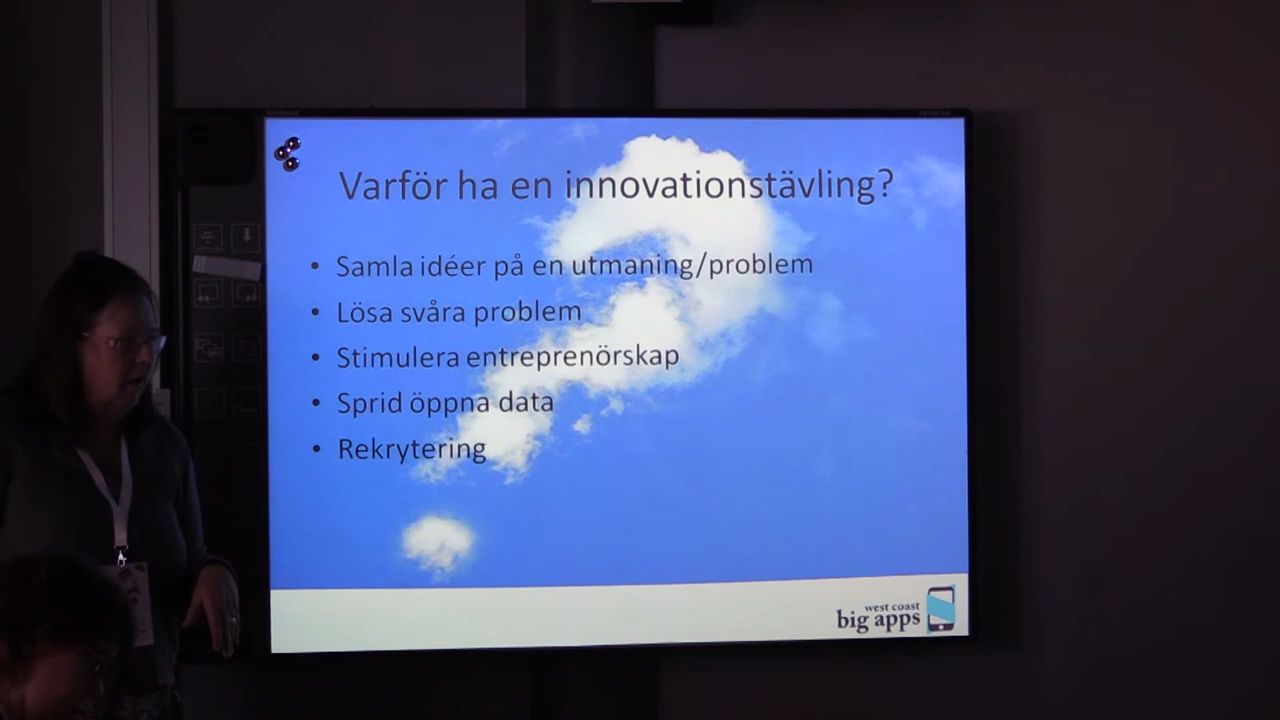 Varför ha en innovationstävling?
• Samla idéer på en utmaning/problem
• Lösa svåra problem
• Stimulera entreprenörskap
• Sprid öppna data
• Rekrytering
west coast
big apps